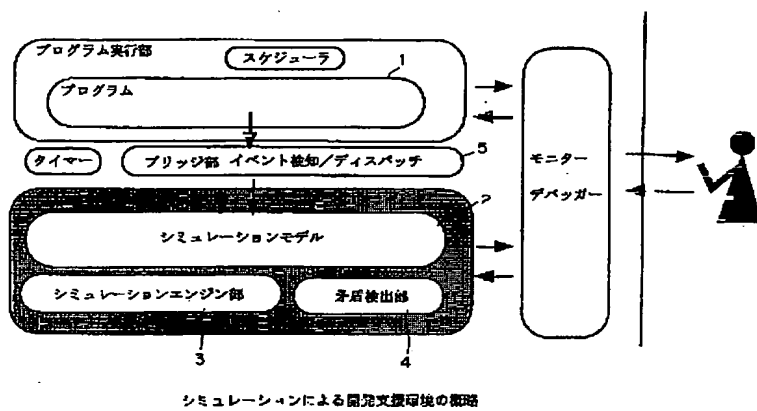 プログラム実行部
スケジューラ
1
プログラム
タイマー
ブリッジ部 イベント検知/ディスパッチ
5
モニター
デバッガー
2
シミュレーションモデル
シミュレーションエンジン部
矛盾検出部
3
4
シミュレーションによる開発支援環境の概略